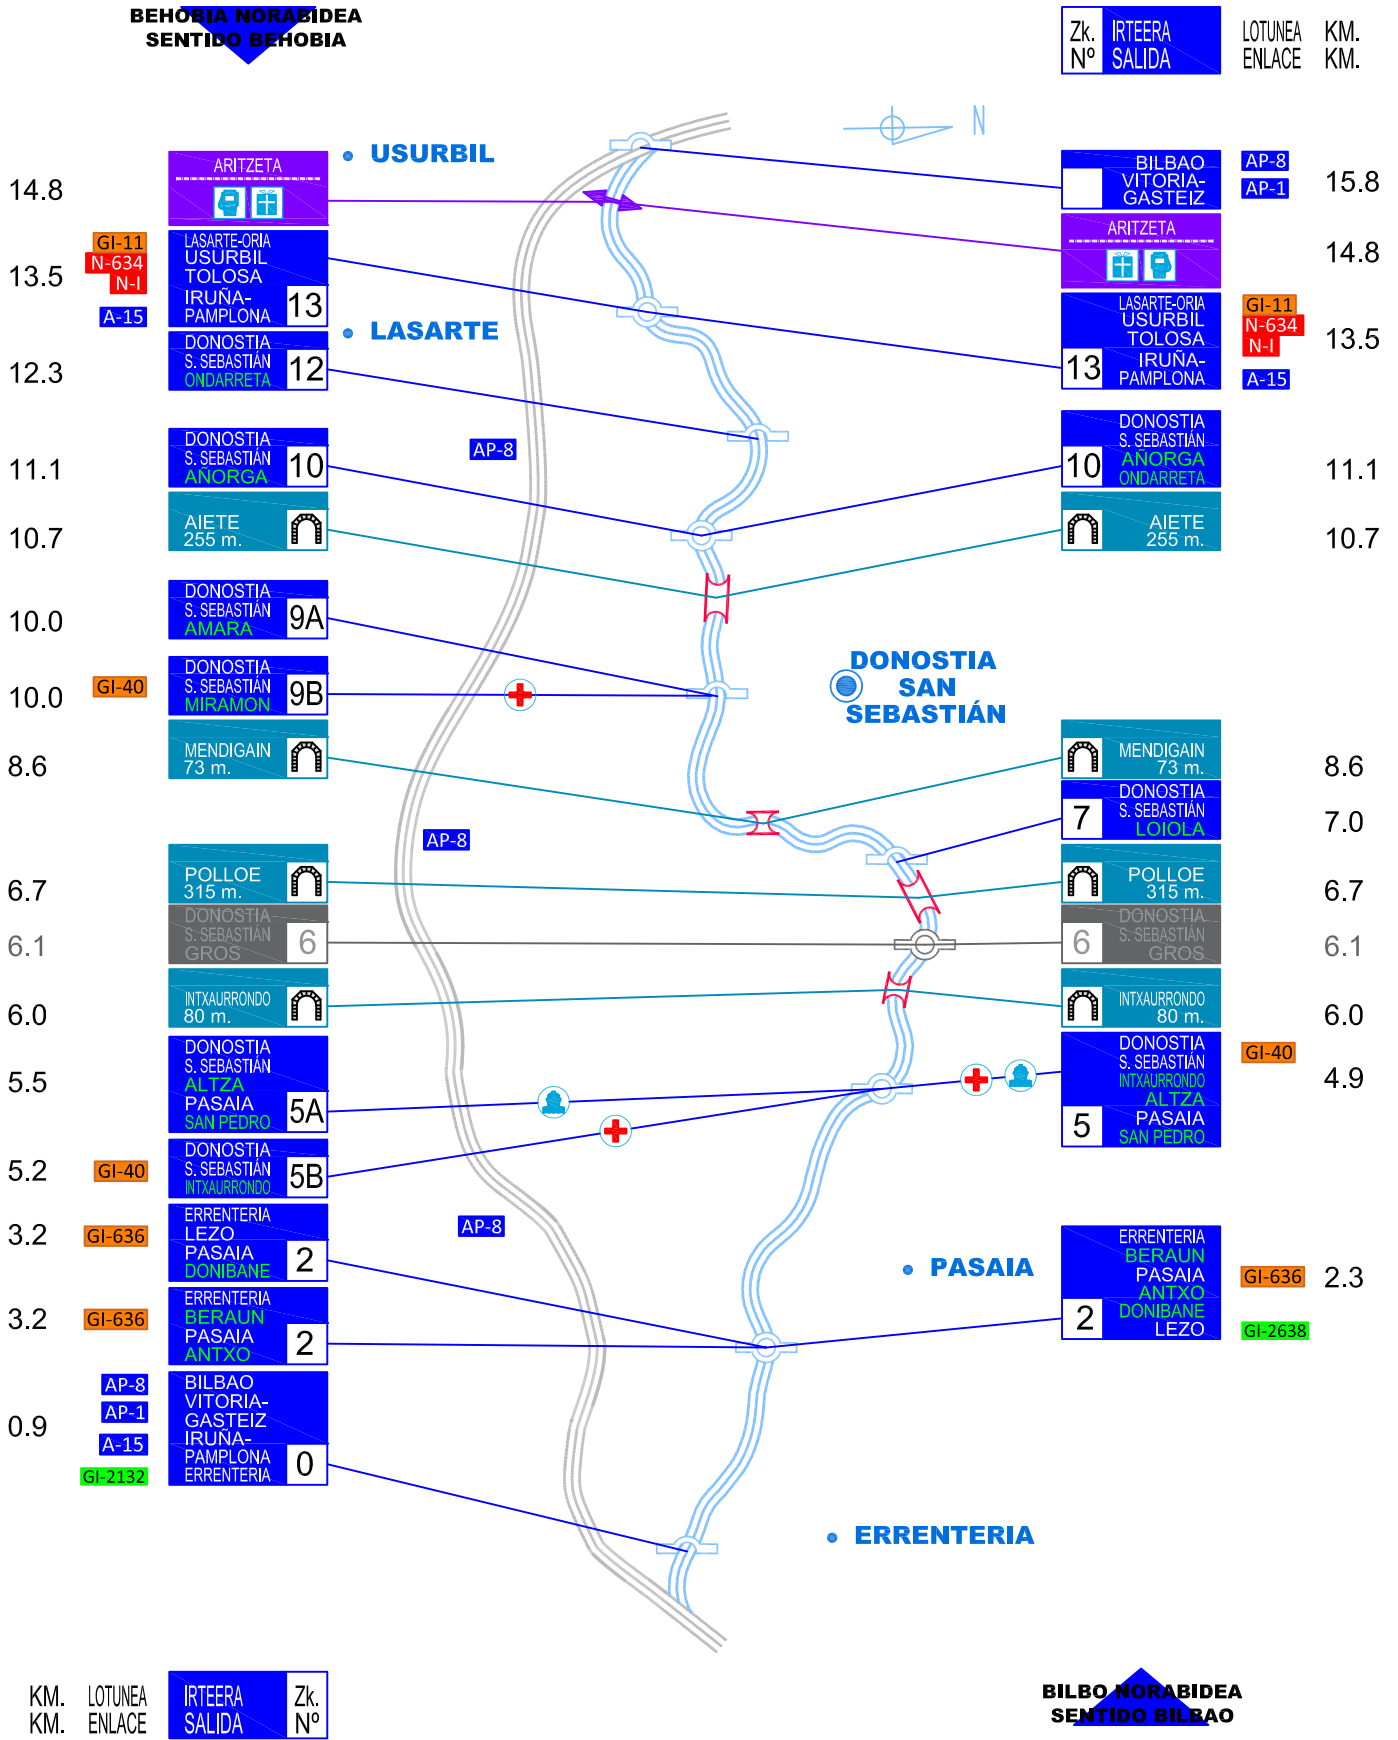 BEHOBIA NORABIDEA
SENTIDO BEHOBIA
Zk. IRTEERA LOTUNEA KM.
Nº SALIDA ENLACE KM.
N
USURBIL
LASARTE
DONOSTIA
SAN
SEBASTIÁN
PASAIA
ERRENTERIA
AP-8
AP-8
AP-8
14.8
ARITZETA
13.5
GI-11
N-634
N-I
A-15
LASARTE-ORIA
USURBIL
TOLOSA
IRUÑA-
PAMPLONA
13
12.3
DONOSTIA
S. SEBASTIÁN
ONDARRETA
12
11.1
DONOSTIA
S. SEBASTIÁN
AÑORGA
10
10.7
AIETE
255 m.
10.0
DONOSTIA
S. SEBASTIÁN
AMARA
9A
10.0
GI-40
DONOSTIA
S. SEBASTIÁN
MIRAMON
9B
8.6
MENDIGAIN
73 m.
6.7
POLLOE
315 m.
6.1
DONOSTIA
S. SEBASTIÁN
GROS
6
6.0
INTXAURRONDO
80 m.
5.5
DONOSTIA
S. SEBASTIÁN
ALTZA
PASAIA
SAN PEDRO
5A
5.2
GI-40
DONOSTIA
S. SEBASTIÁN
INTXAURRONDO
5B
3.2
GI-636
ERRENTERIA
LEZO
PASAIA
DONIBANE
2
3.2
GI-636
ERRENTERIA
BERAUN
PASAIA
ANTXO
2
0.9
AP-8
AP-1
A-15
GI-2132
BILBAO
VITORIA-
GASTEIZ
IRUÑA-
PAMPLONA
ERRENTERIA
0
BILBAO
VITORIA-
GASTEIZ
AP-8
AP-1
15.8
ARITZETA
14.8
LASARTE-ORIA
USURBIL
TOLOSA
IRUÑA-
PAMPLONA
13
GI-11
N-634
N-I
A-15
13.5
DONOSTIA
S. SEBASTIÁN
AÑORGA
ONDARRETA
10
11.1
AIETE
255 m.
10.7
MENDIGAIN
73 m.
8.6
DONOSTIA
S. SEBASTIÁN
LOIOLA
7
7.0
POLLOE
315 m.
6.7
DONOSTIA
S. SEBASTIÁN
GROS
6
6.1
INTXAURRONDO
80 m.
6.0
DONOSTIA
S. SEBASTIÁN
INTXAURRONDO
ALTZA
PASAIA
SAN PEDRO
5
GI-40
4.9
ERRENTERIA
BERAUN
PASAIA
ANTXO
DONIBANE
LEZO
2
GI-636
GI-2638
2.3
KM. LOTUNEA IRTEERA Zk.
KM. ENLACE SALIDA Nº
BILBO NORABIDEA
SENTIDO BILBAO